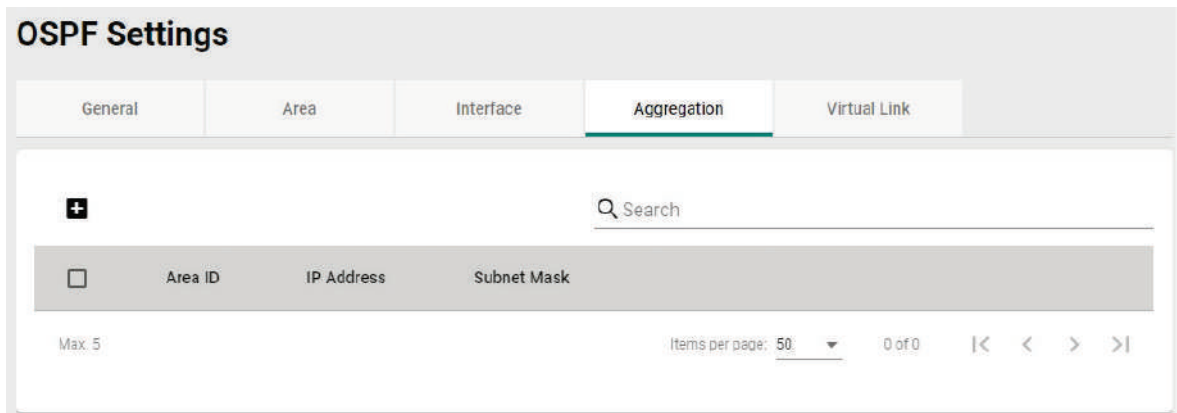 OSPF Settings
General Area Interface Aggregation Virtual Link
Search
Area ID IP Address Subnet Mask
Max. 5 Items per page: 50 0 of 0